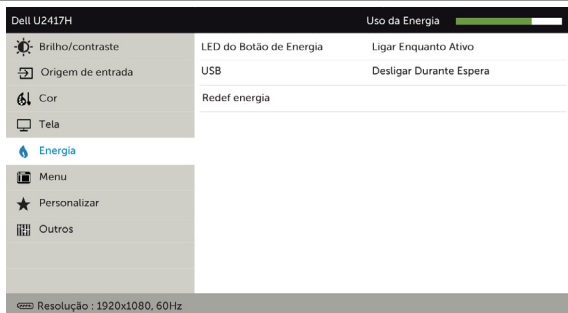 Dell U2417H Uso da Energia
Brilho/contraste LED do Botão de Energia Ligar Enquanto Ativo
Origem de entrada USB Desligar Durante Espera
Cor Redef energia
Tela
Energia
Menu
Personalizar
Outros
Resolução : 1920x1080, 60Hz